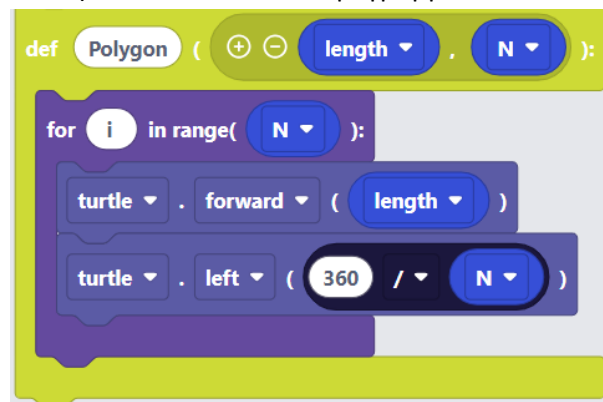 def Polygon ( ⊕ ⊖ length ▾ , N ▾ ):
for i in range( N ▾ ):
turtle ▾ . forward ▾ ( length ▾ )
turtle ▾ . left ▾ ( 360 / ▾ N ▾ )